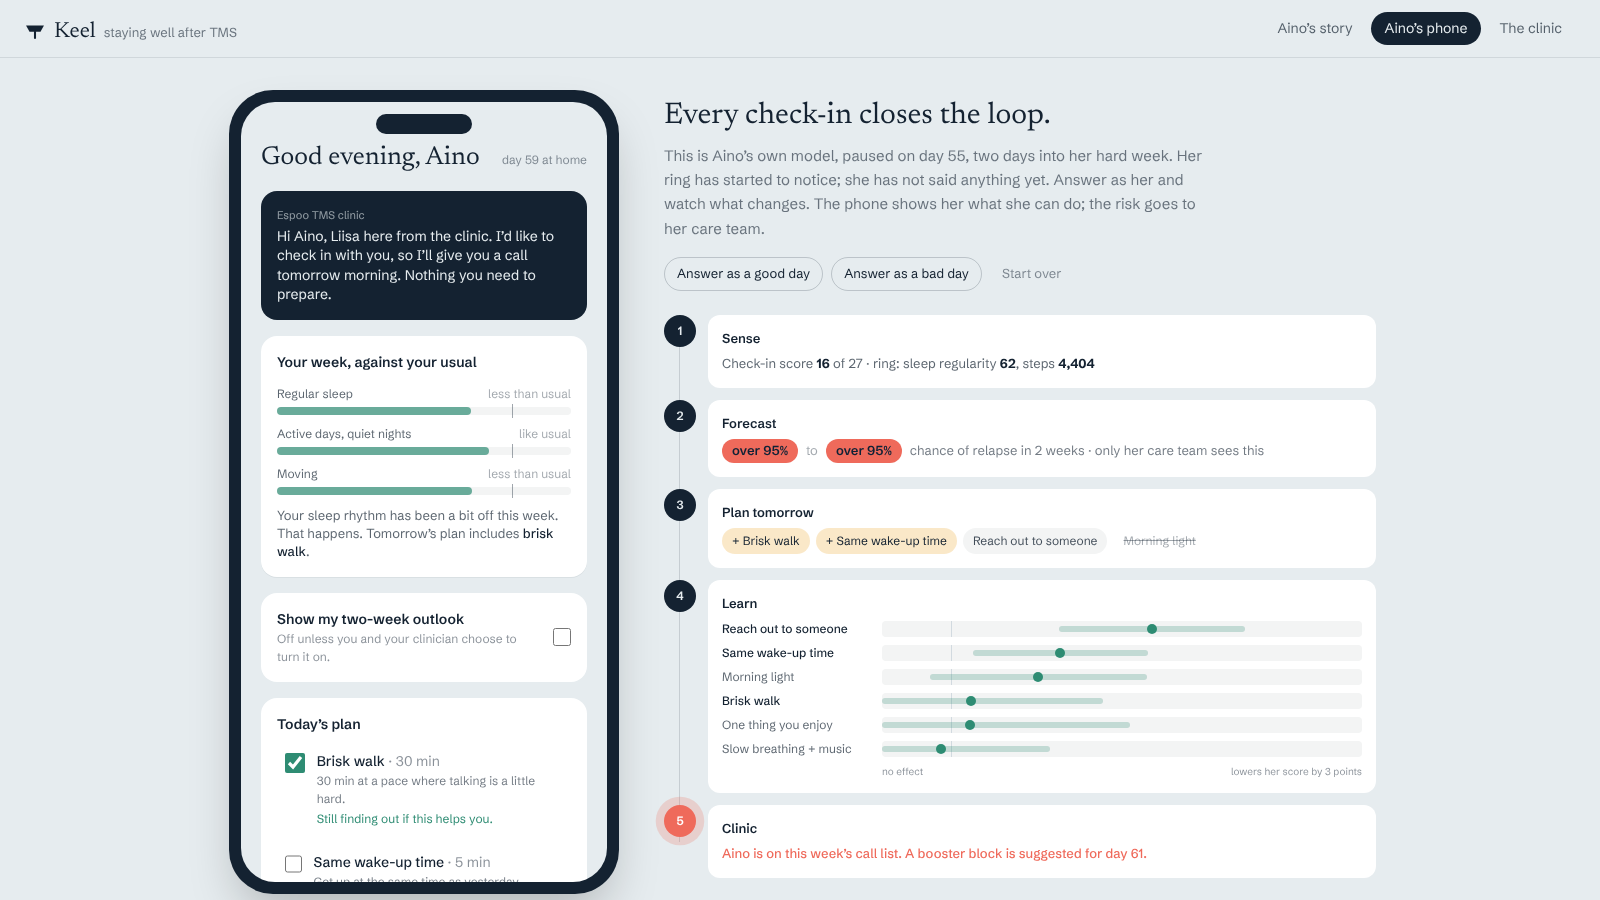 Keel staying well after TMS
Aino’s story
Aino’s phone
The clinic
Good evening, Aino
day 59 at home
Espoo TMS clinic
Hi Aino, Liisa here from the clinic. I’d like to
check in with you, so I’ll give you a call
tomorrow morning. Nothing you need to
prepare.
Your week, against your usual
Regular sleep less than usual
Active days, quiet nights like usual
Moving less than usual
Your sleep rhythm has been a bit off this week.
That happens. Tomorrow’s plan includes brisk
walk.
Show my two-week outlook
Off unless you and your clinician choose to
turn it on.
Today’s plan
Brisk walk · 30 min
30 min at a pace where talking is a little
hard.
Still finding out if this helps you.
Same wake-up time · 5 min
Get up at the same time as yesterday
Every check-in closes the loop.
This is Aino’s own model, paused on day 55, two days into her hard week. Her
ring has started to notice; she has not said anything yet. Answer as her and
watch what changes. The phone shows her what she can do; the risk goes to
her care team.
Answer as a good day
Answer as a bad day
Start over
1
Sense
Check-in score 16 of 27 · ring: sleep regularity 62, steps 4,404
2
Forecast
over 95% to over 95% chance of relapse in 2 weeks · only her care team sees this
3
Plan tomorrow
+ Brisk walk + Same wake-up time Reach out to someone Morning light
4
Learn
Reach out to someone
Same wake-up time
Morning light
Brisk walk
One thing you enjoy
Slow breathing + music
no effect lowers her score by 3 points
5
Clinic
Aino is on this week’s call list. A booster block is suggested for day 61.